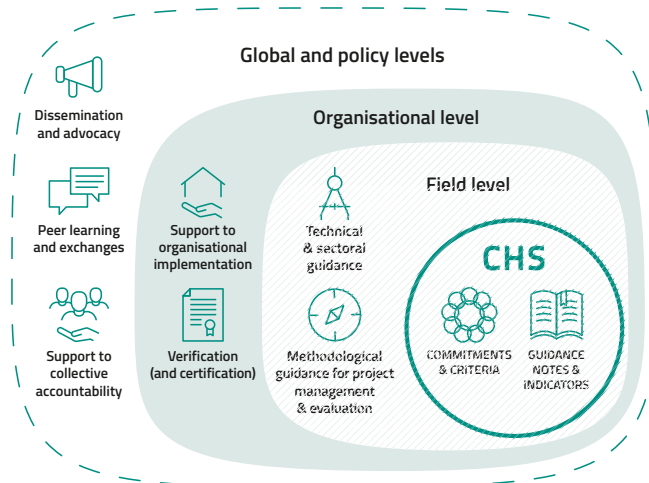 Global and policy levels
Dissemination
and advocacy
Peer learning
and exchanges
Support to
collective
accountability
Organisational level
Support to
organisational
implementation
Verification
(and certification)
Field level
Technical
& sectoral
guidance
Methodological
guidance for project
management
& evaluation
CHS
COMMITMENTS
& CRITERIA
GUIDANCE
NOTES &
INDICATORS